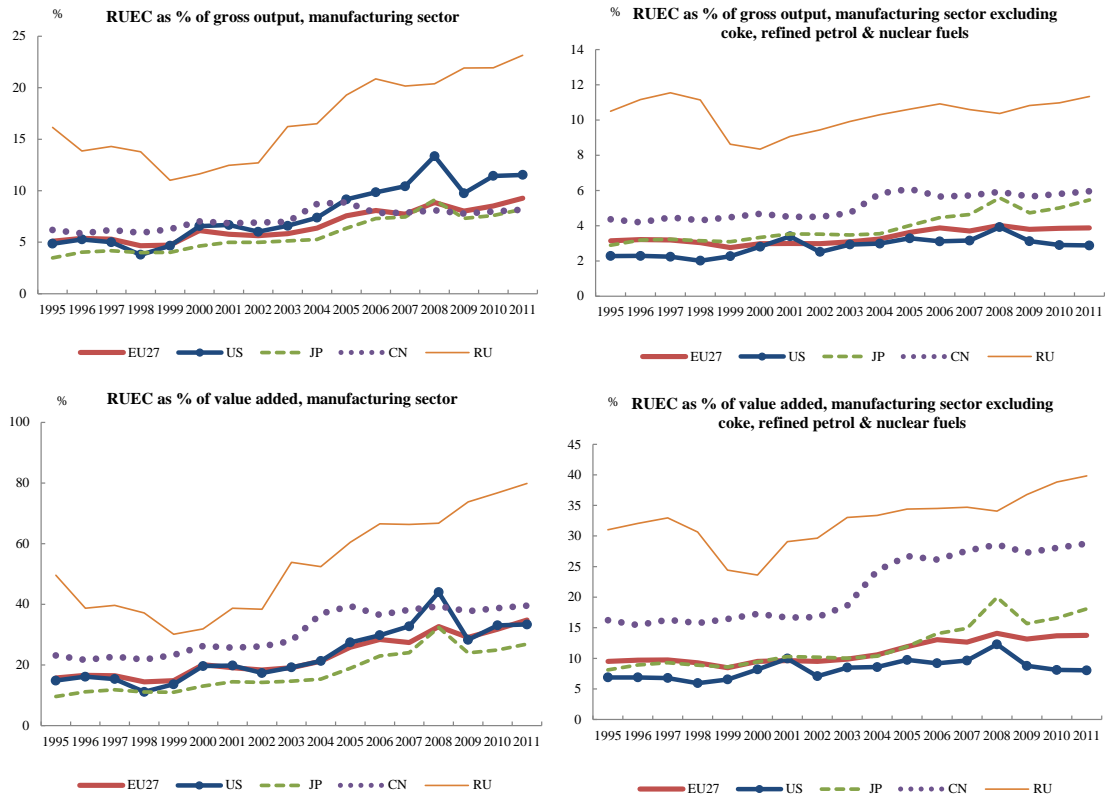 %
RUEC as % of gross output, manufacturing sector
25
20
15
10
5
0
1995 1996 1997 1998 1999 2000 2001 2002 2003 2004 2005 2006 2007 2008 2009 2010 2011
EU27 US JP CN RU
%
RUEC as % of gross output, manufacturing sector excluding
coke, refined petrol & nuclear fuels
14
12
10
8
6
4
2
0
1995 1996 1997 1998 1999 2000 2001 2002 2003 2004 2005 2006 2007 2008 2009 2010 2011
EU27 US JP CN RU
%
RUEC as % of value added, manufacturing sector
100
80
60
40
20
0
1995 1996 1997 1998 1999 2000 2001 2002 2003 2004 2005 2006 2007 2008 2009 2010 2011
EU27 US JP CN RU
%
RUEC as % of value added, manufacturing sector excluding
coke, refined petrol & nuclear fuels
45
40
35
30
25
20
15
10
5
0
1995 1996 1997 1998 1999 2000 2001 2002 2003 2004 2005 2006 2007 2008 2009 2010 2011
EU27 US JP CN RU